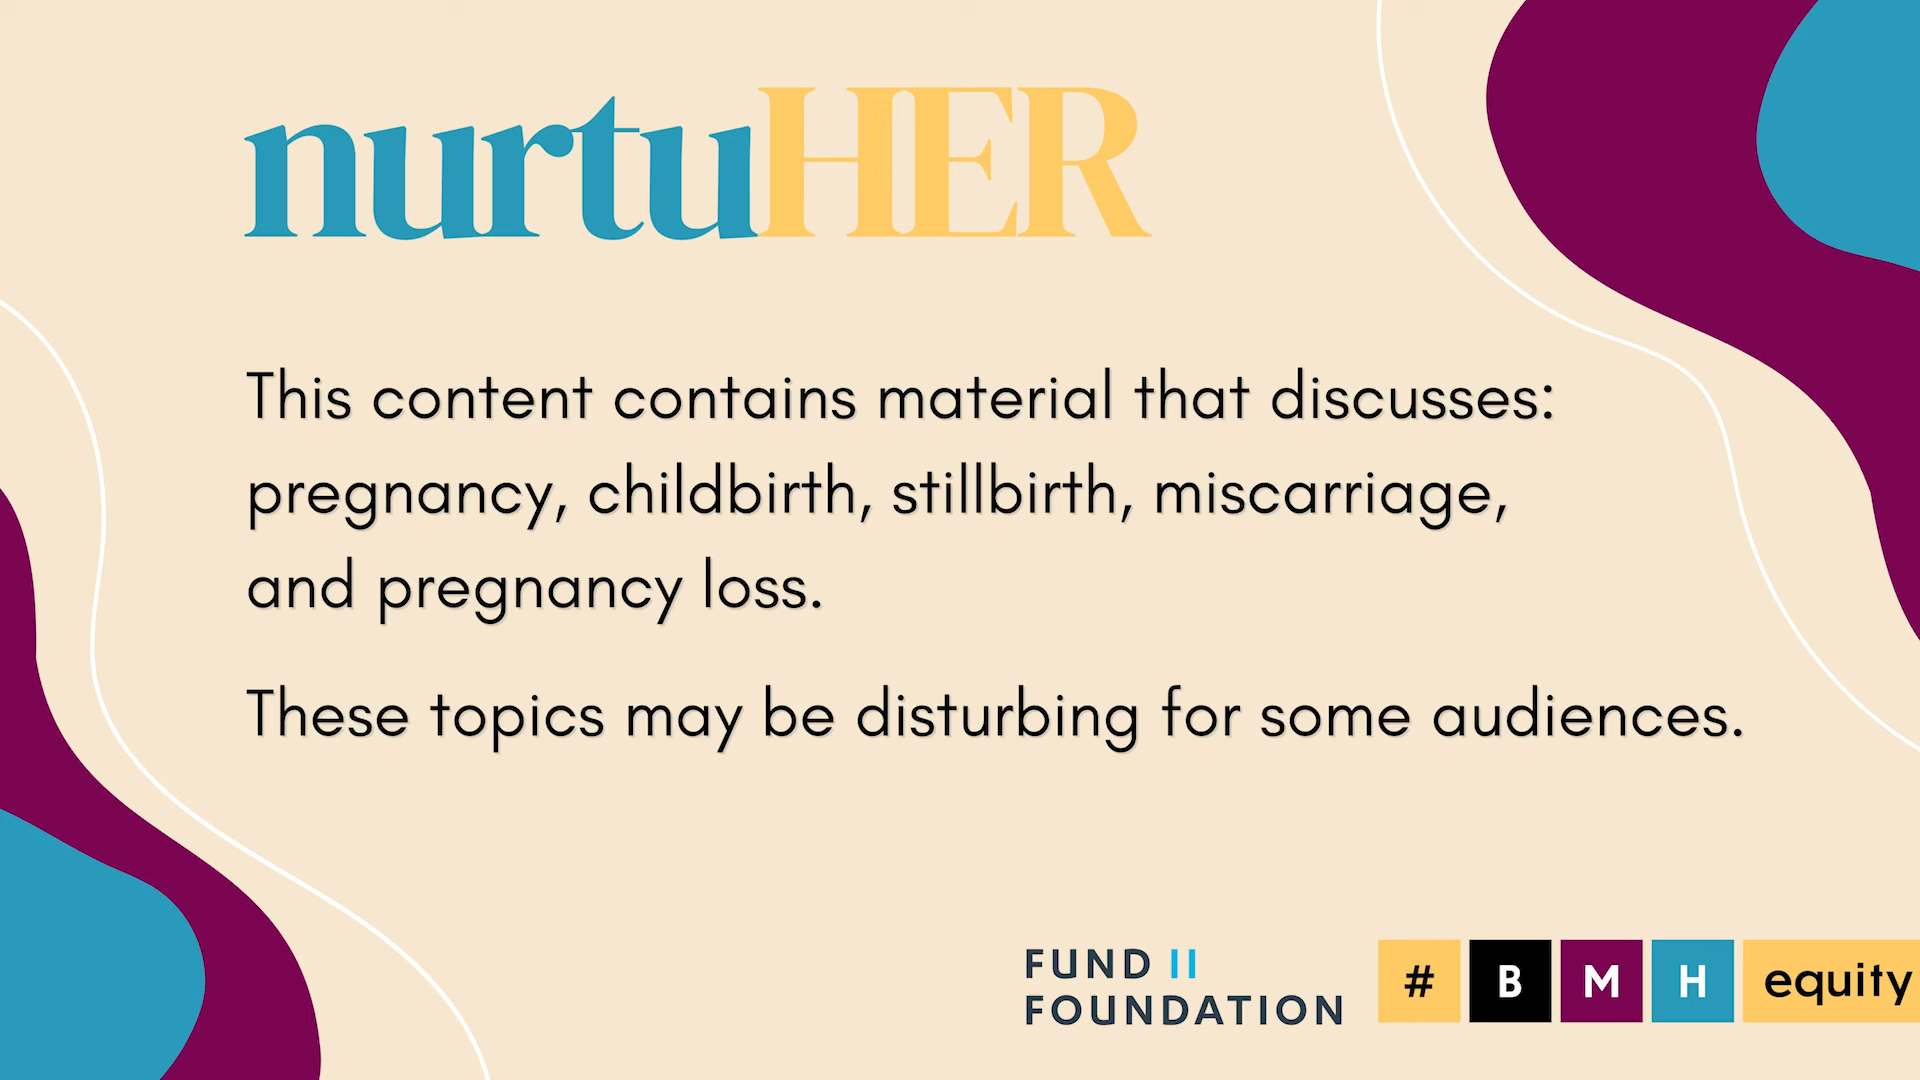 nurtuHER
This content contains material that discusses:
pregnancy, childbirth, stillbirth, miscarriage,
and pregnancy loss.
These topics may be disturbing for some audiences.
FUND II
FOUNDATION
# B M H equity